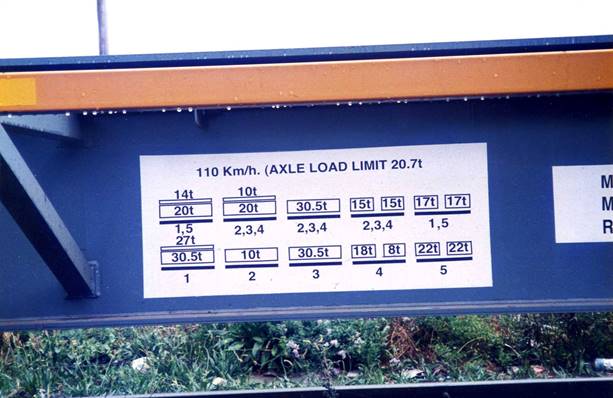 110 Km/h. (AXLE LOAD LIMIT 20.7t
14t 10t
20t 20t 30.5t 15t 15t 17t 17t
1,5 2,3,4 2,3,4 2,3,4 1,5
27t
30.5t 10t 30.5t 18t 8t 22t 22t
1 2 3 4 5
M
M
R